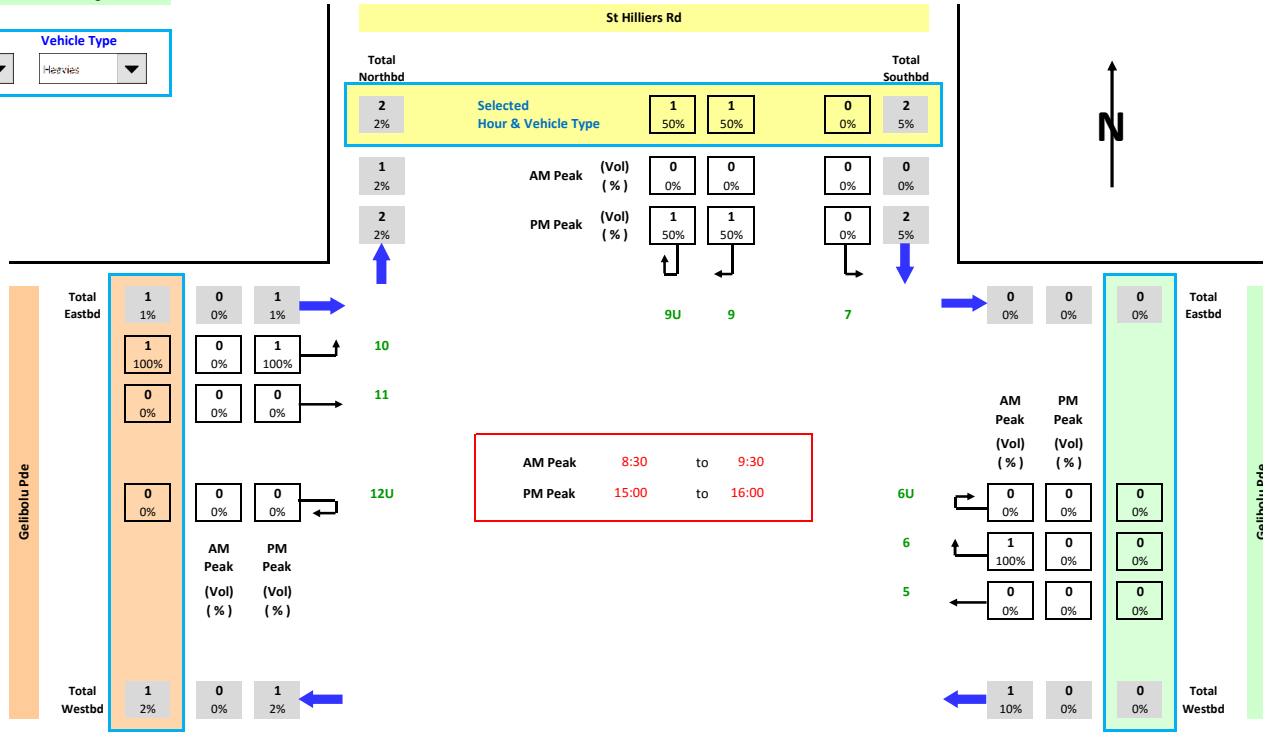 St Hilliers Rd
Vehicle Type
Heavies
Total
Northbd
Total
Southbd
2
2%
Selected
Hour & Vehicle Type
1
50%
1
50%
0
0%
2
5%
N
1
2%
AM Peak
(Vol)
( % )
0
0%
0
0%
0
0%
0
0%
2
2%
PM Peak
(Vol)
( % )
1
50%
1
50%
0
0%
2
5%
9U
9
7
Total
Eastbd
1
1%
0
0%
1
1%
0
0%
0
0%
0
0%
Total
Eastbd
1
100%
0
0%
1
100%
10
0
0%
0
0%
0
0%
11
AM
Peak
(Vol)
( % )
PM
Peak
(Vol)
( % )
Gelibolu Pde
AM Peak 8:30 to 9:30
PM Peak 15:00 to 16:00
Gelibolu Pde
0
0%
0
0%
0
0%
12U
6U
0
0%
0
0%
0
0%
AM
Peak
(Vol)
( % )
PM
Peak
(Vol)
( % )
6
1
100%
0
0%
0
0%
5
0
0%
0
0%
0
0%
Total
Westbd
1
2%
0
0%
1
2%
1
10%
0
0%
0
0%
Total
Westbd